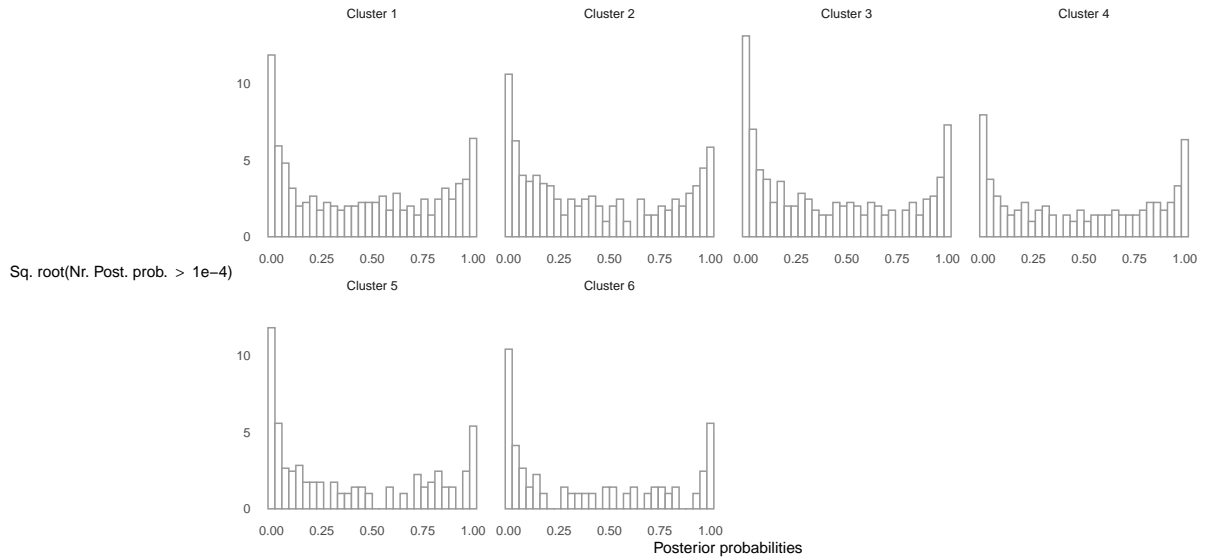 Cluster 1 Cluster 2 Cluster 3 Cluster 4
10
5
0
0.00 0.25 0.50 0.75 1.00 0.00 0.25 0.50 0.75 1.00 0.00 0.25 0.50 0.75 1.00 0.00 0.25 0.50 0.75 1.00
Sq. root(Nr. Post. prob. > 1e−4)
Cluster 5 Cluster 6
10
5
0
0.00 0.25 0.50 0.75 1.00 0.00 0.25 0.50 0.75 1.00
Posterior probabilities